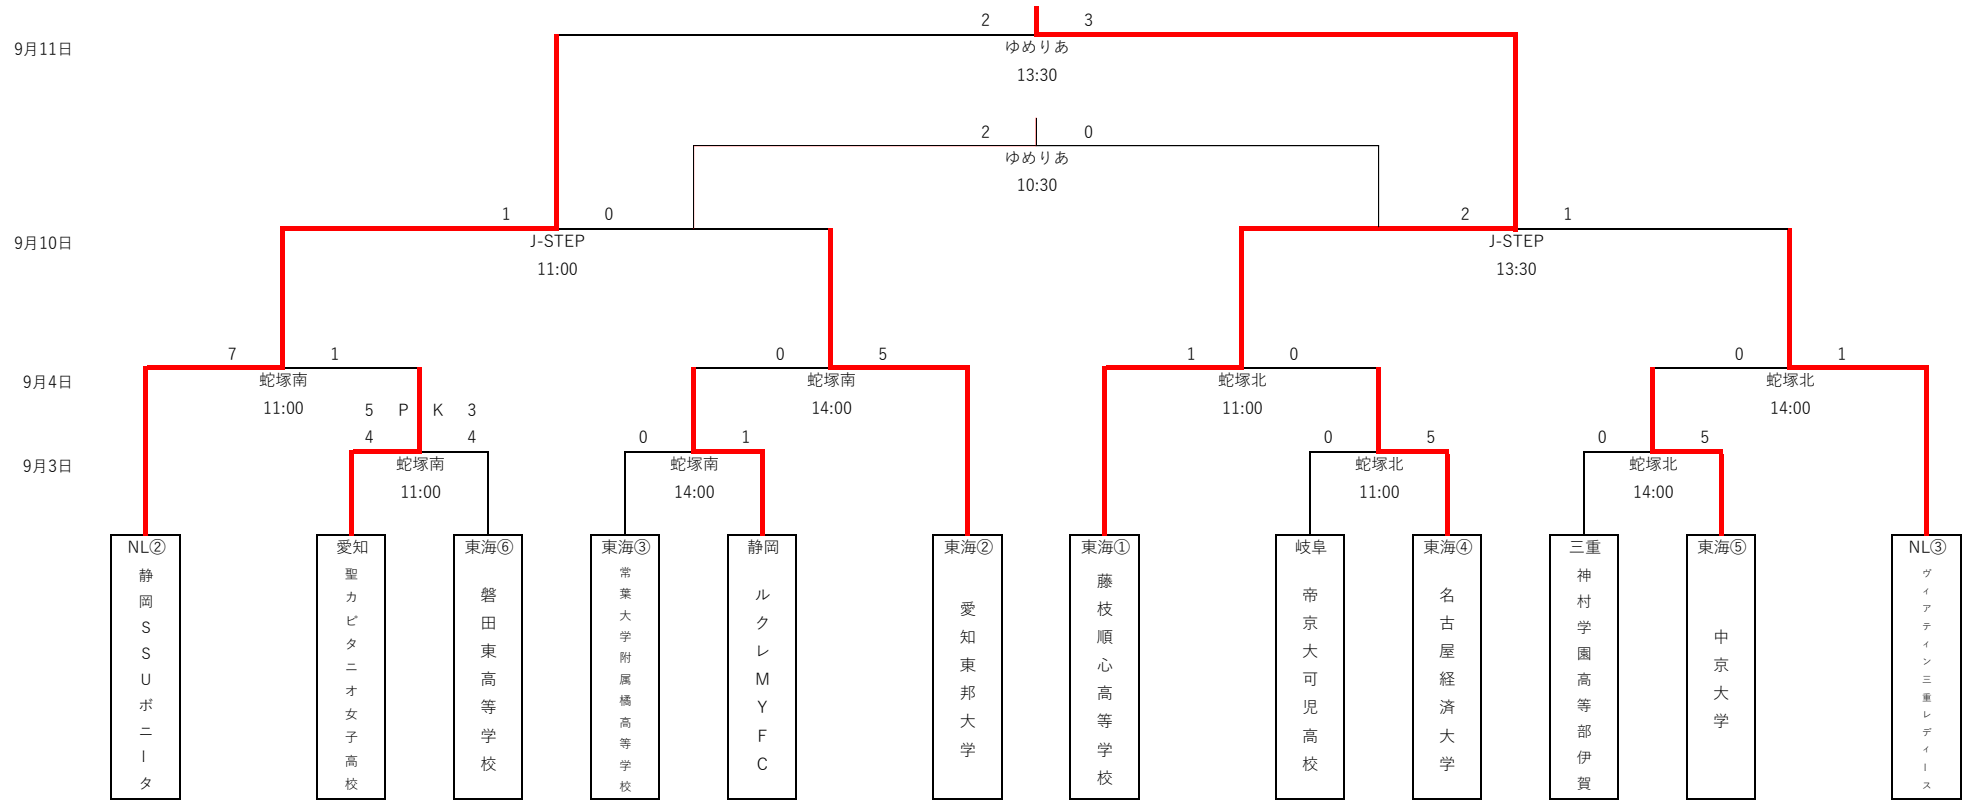 2 3
9月11日
ゆめりあ
13:30
2 0
ゆめりあ
10:30
1 0 2 1
9月10日 J-STEP J-STEP
11:00 13:30
7 1 0 5 1 0 0 1
9月4日 蛇塚南 蛇塚南 蛇塚北 蛇塚北
11:00 14:00 11:00 14:00
5 P K 3
4 4 0 1 0 5 0 5
9月3日 蛇塚南 蛇塚南 蛇塚北 蛇塚北
11:00 14:00 11:00 14:00
NL②
静岡SSUボニータ
愛知
聖カピタニオ女子高校
東海⑥
磐田東高等学校
東海③
常葉大学附属橘高等学校
静岡
ルクレMYFC
東海②
愛知東邦大学
東海①
藤枝順心高等学校
岐阜
帝京大可児高校
東海④
名古屋経済大学
三重
神村学園高等部伊賀
東海⑤
中京大学
NL③
ヴィアティン三重レディース